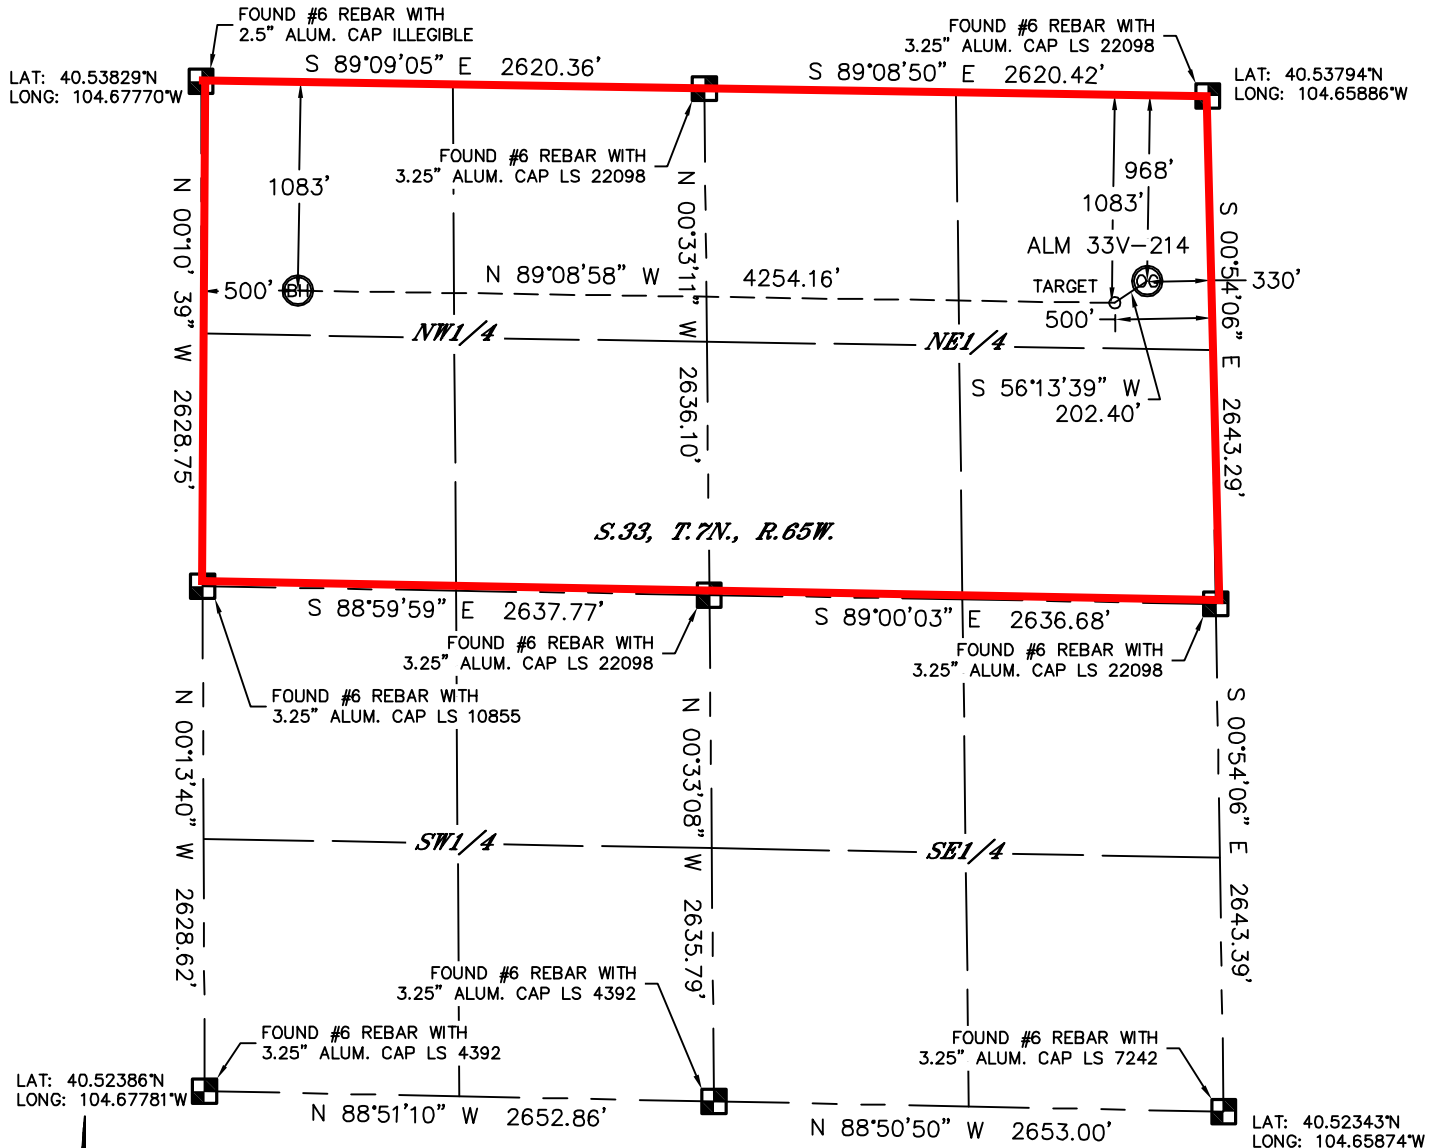 FOUND #6 REBAR WITH
2.5" ALUM. CAP ILLEGIBLE
FOUND #6 REBAR WITH
3.25" ALUM. CAP LS 22098
LAT: 40.53829°N
LONG: 104.67770°W
S 89°09'05" E 2620.36'
S 89°08'50" E 2620.42'
LAT: 40.53794°N
LONG: 104.65886°W
FOUND #6 REBAR WITH
3.25" ALUM. CAP LS 22098
1083'
968'
1083'
N 00°10' 39" W 2628.75'
N 00°33'11" W 2636.10'
S 00°54'06" E 2643.29'
ALM 33V-214
500'
BH
N 89°08'58" W 4254.16'
TARGET
330'
500'
NW1/4
NE1/4
S 56°13'39" W
202.40'
S.33, T.7N., R.65W.
S 88°59'59" E 2637.77'
S 89°00'03" E 2636.68'
FOUND #6 REBAR WITH
3.25" ALUM. CAP LS 22098
FOUND #6 REBAR WITH
3.25" ALUM. CAP LS 22098
FOUND #6 REBAR WITH
3.25" ALUM. CAP LS 10855
N 00°13'40" W 2628.62'
N 00°33'08" W 2635.79'
S 00°54'06" E 2643.39'
SW1/4
SE1/4
FOUND #6 REBAR WITH
3.25" ALUM. CAP LS 4392
FOUND #6 REBAR WITH
3.25" ALUM. CAP LS 4392
FOUND #6 REBAR WITH
3.25" ALUM. CAP LS 7242
LAT: 40.52386°N
LONG: 104.67781°W
N 88°51'10" W 2652.86'
N 88°50'50" W 2653.00'
LAT: 40.52343°N
LONG: 104.65874°W